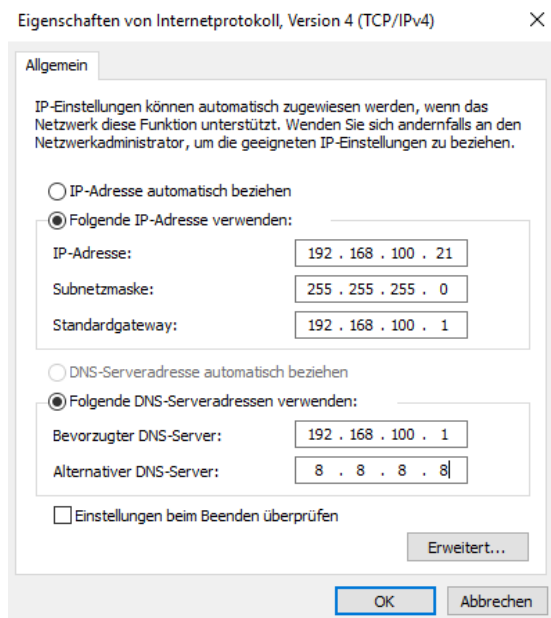 Eigenschaften von Internetprotokoll, Version 4 (TCP/IPv4)
Allgemein
IP-Einstellungen können automatisch zugewiesen werden, wenn das
Netzwerk diese Funktion unterstützt. Wenden Sie sich andernfalls an den
Netzwerkadministrator, um die geeigneten IP-Einstellungen zu beziehen.
IP-Adresse automatisch beziehen
Folgende IP-Adresse verwenden:
IP-Adresse: 192 . 168 . 100 . 21
Subnetzmaske: 255 . 255 . 255 . 0
Standardgateway: 192 . 168 . 100 . 1
DNS-Serveradresse automatisch beziehen
Folgende DNS-Serveradressen verwenden:
Bevorzugter DNS-Server: 192 . 168 . 100 . 1
Alternativer DNS-Server: 8 . 8 . 8 . 8
Einstellungen beim Beenden überprüfen
Erweitert...
OK Abbrechen